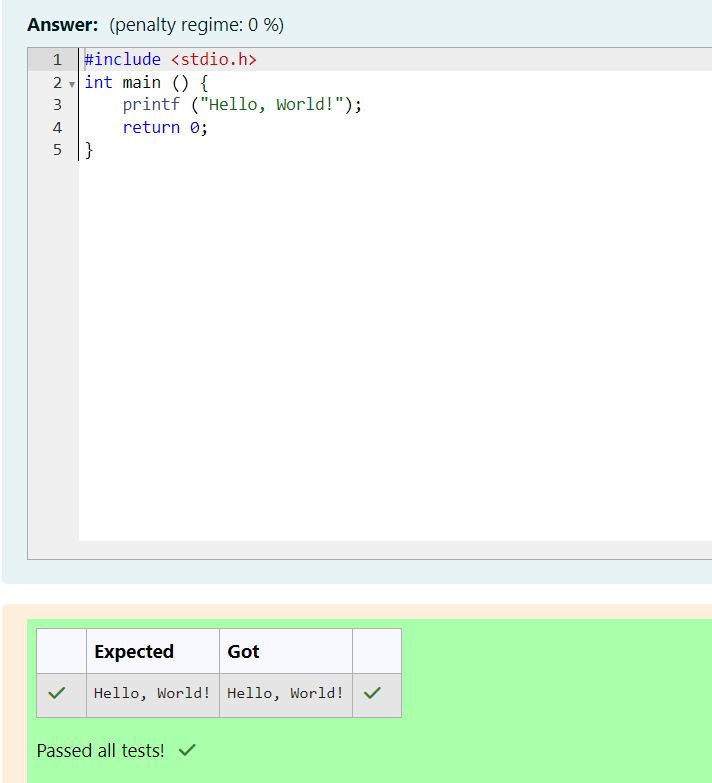 Answer: (penalty regime: 0 %)
1 #include <stdio.h>
2 int main () {
3     printf ("Hello, World!");
4     return 0;
5 }
Expected Got
Hello, World! Hello, World!
Passed all tests!